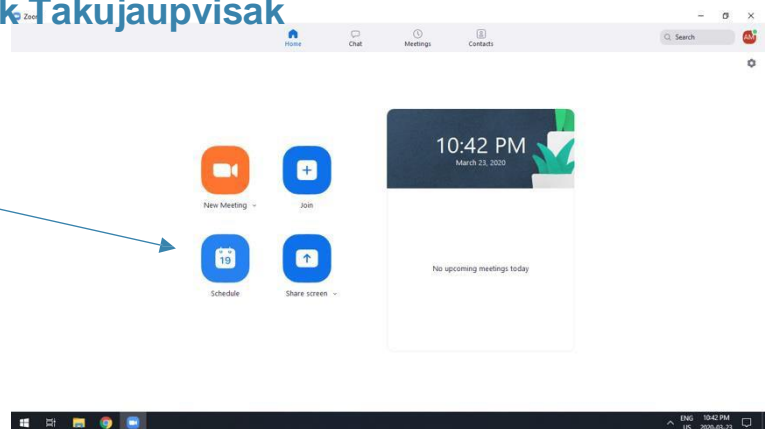 k Takujaupvisak
Home
Chat
Meetings
Contacts
Search
AM
10:42 PM
March 23, 2020
New Meeting
Join
19
Schedule
Share screen
No upcoming meetings today
ENG
US
10:42 PM
2020-03-23